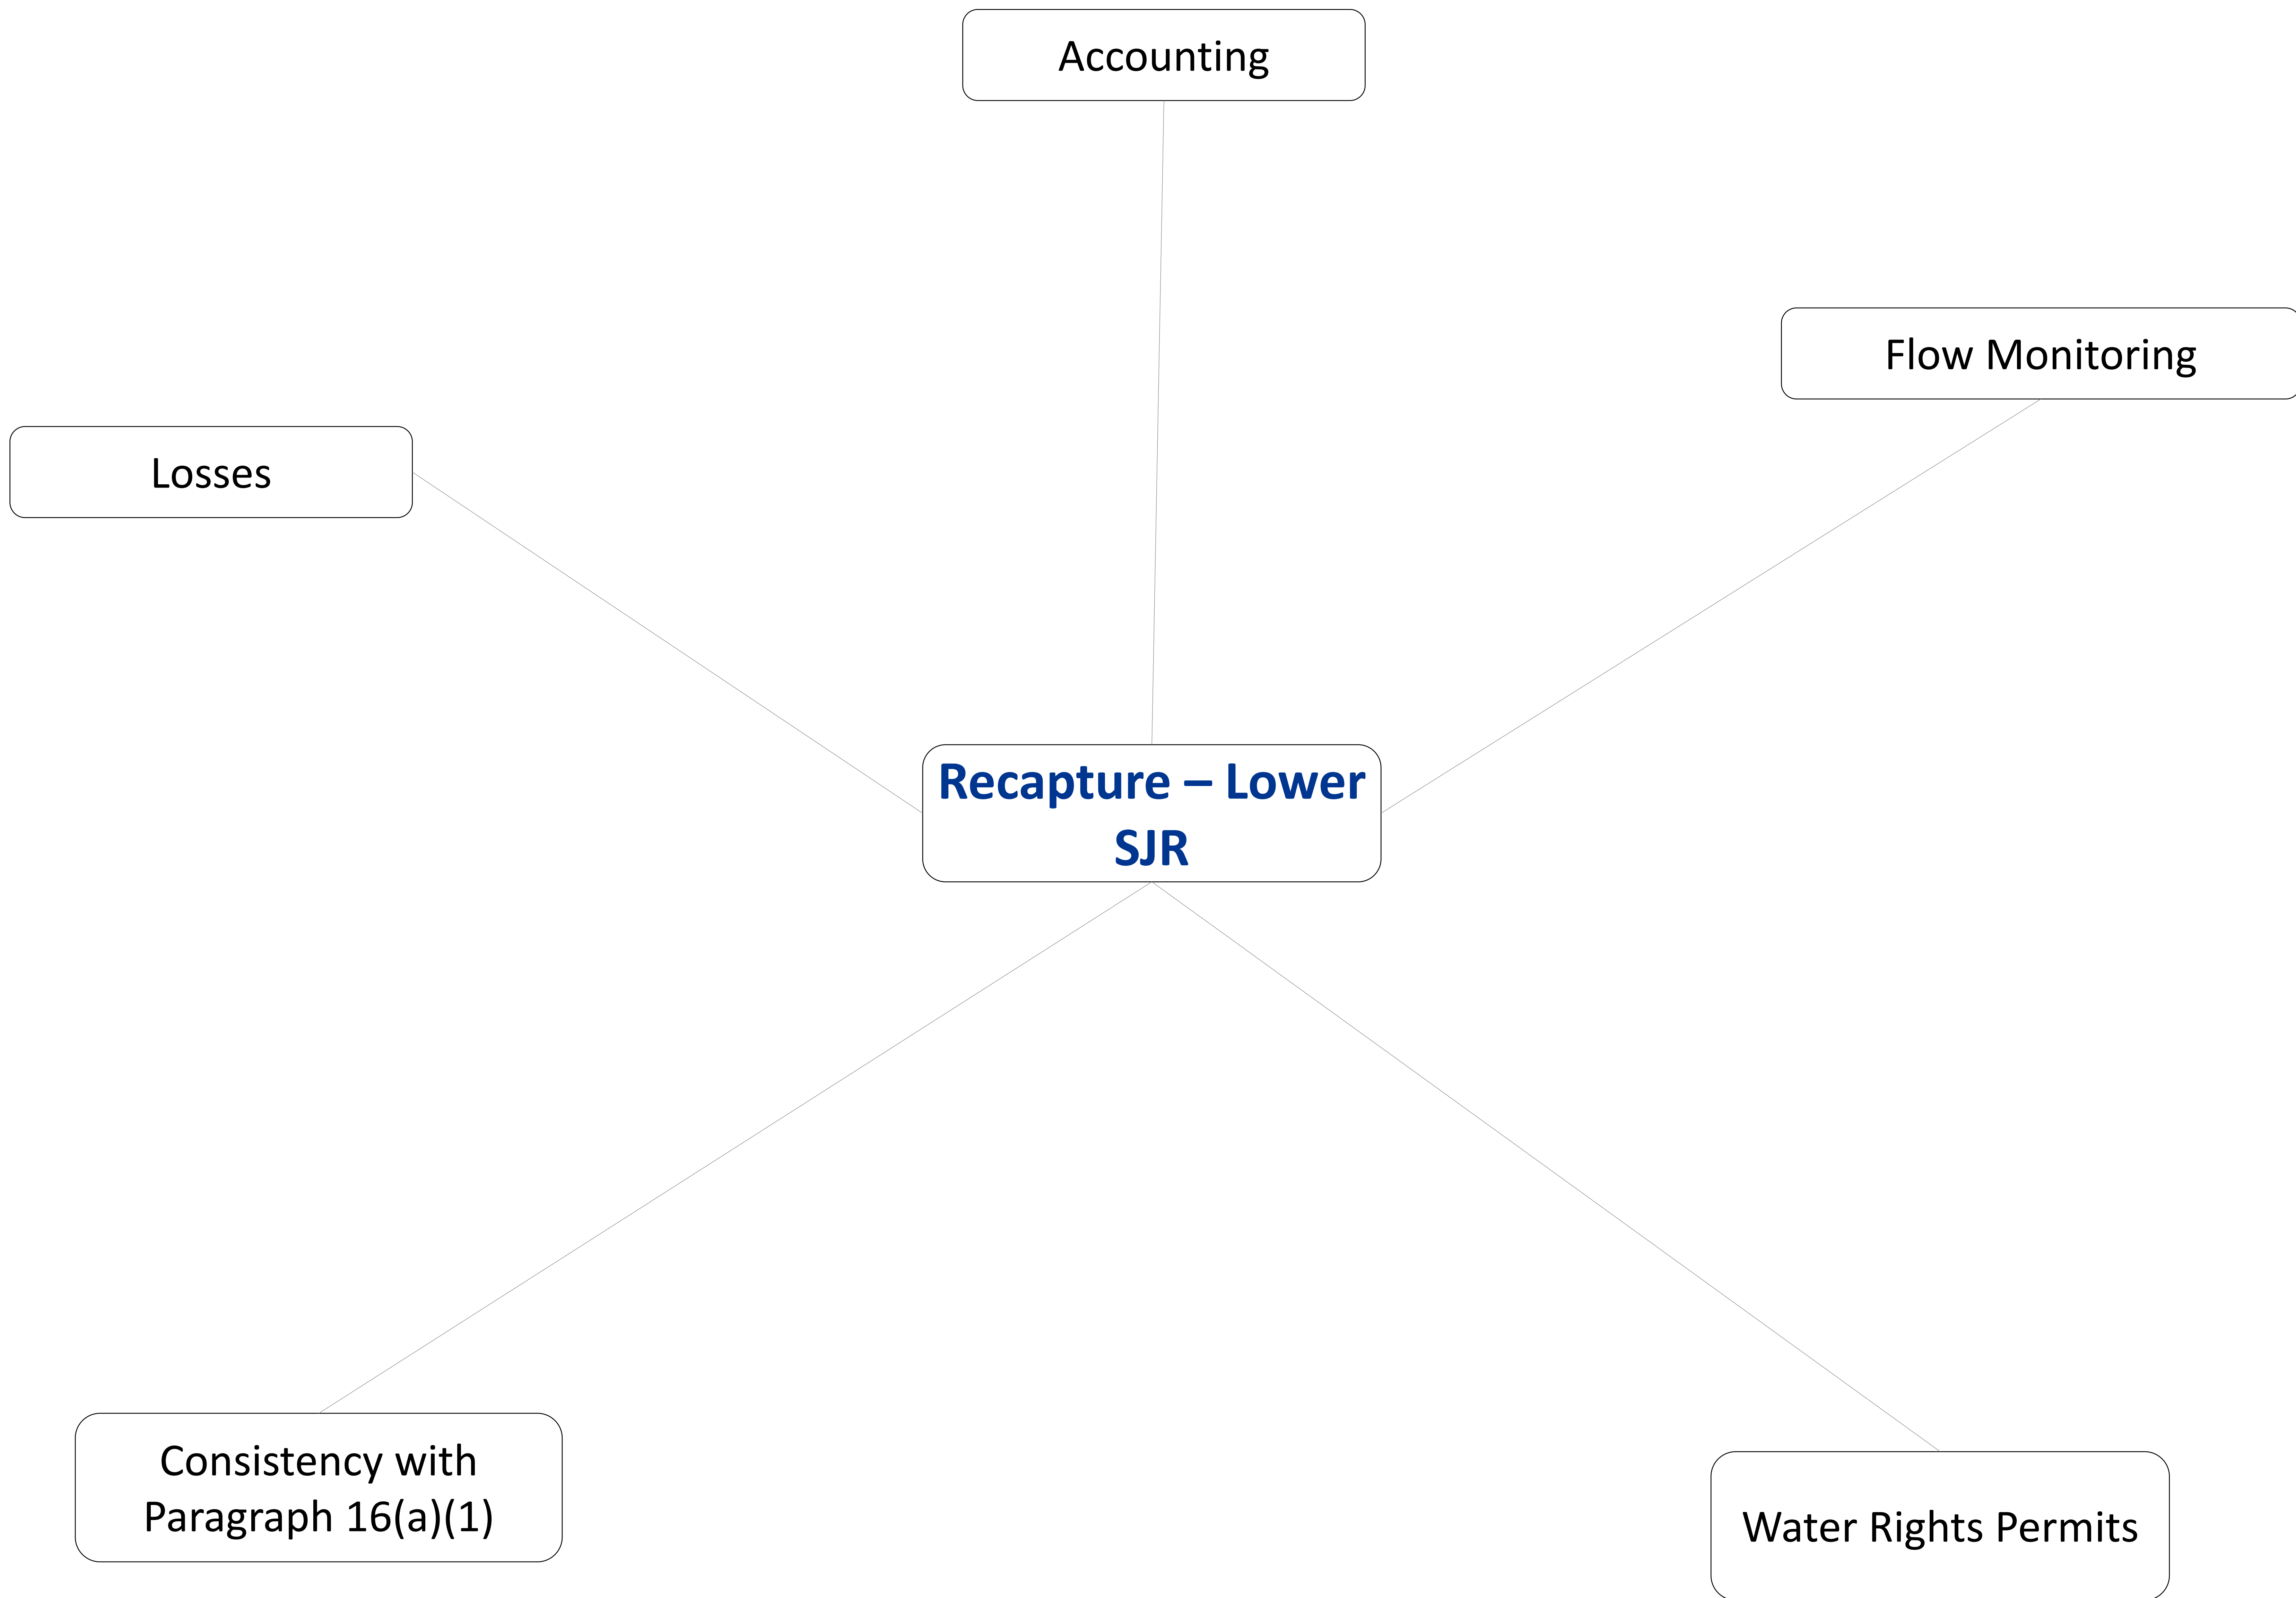 Accounting
Flow Monitoring
Losses
Recapture – Lower
SJR
Consistency with
Paragraph 16(a)(1)
Water Rights Permits